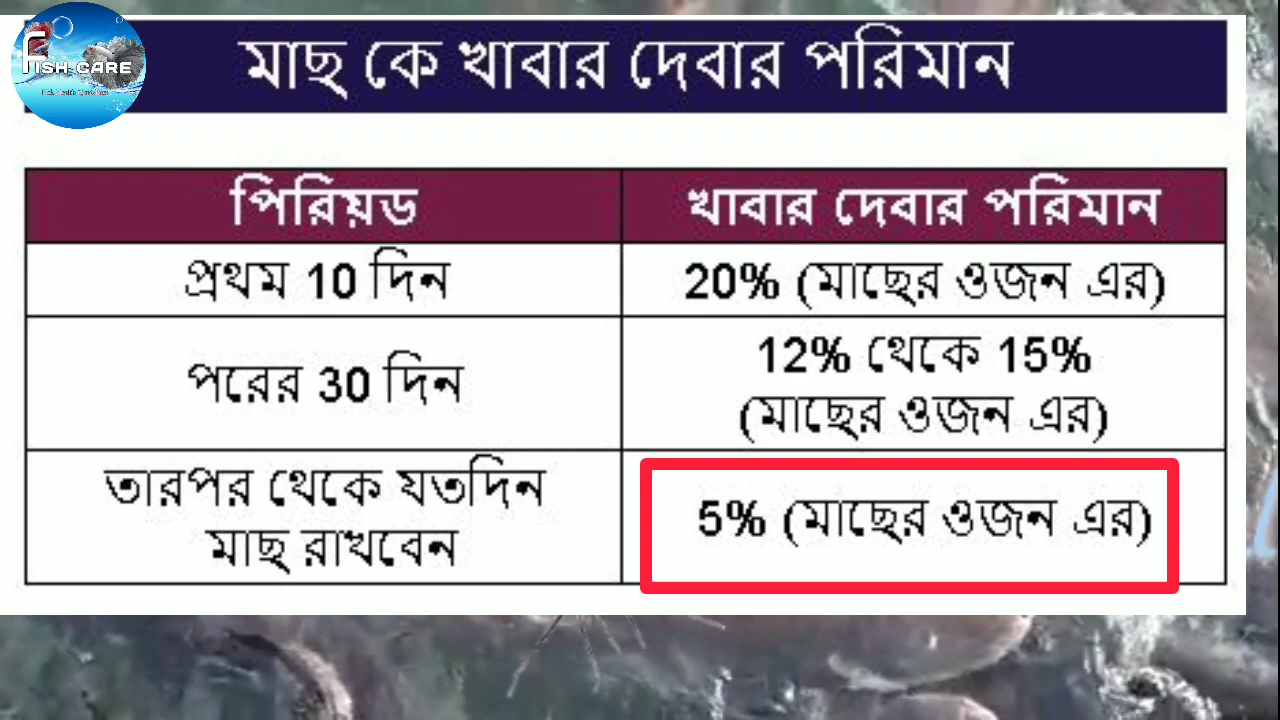 FISH-CARE
মাছ কে খাবার দেবার পরিমান
পিরিয়ড
খাবার দেবার পরিমান
প্রথম 10 দিন
20% (মাছের ওজন এর)
পরের 30 দিন
12% থেকে 15%
(মাছের ওজন এর)
তারপর থেকে যতদিন
মাছ রাখবেন
5% (মাছের ওজন এর)